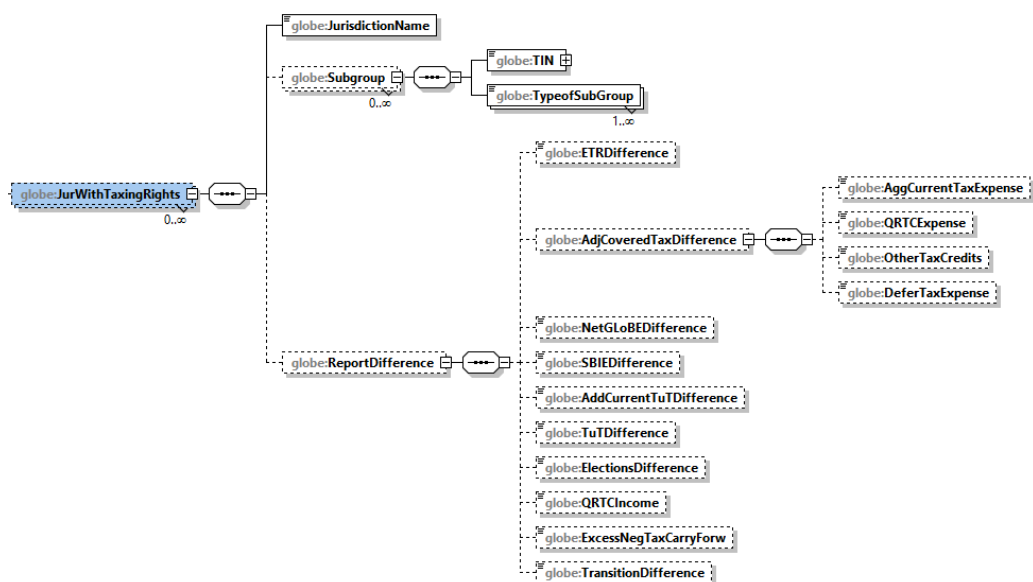 globe:JurisdictionName
globe:Subgroup
0..∞
globe:TIN
globe:TypeofSubGroup
1..∞
globe:JurWithTaxingRights
0..∞
globe:ReportDifference
globe:ETRDifference
globe:AdjCoveredTaxDifference
globe:AggCurrentTaxExpense
globe:QRTCExpense
globe:OtherTaxCredits
globe:DeferTaxExpense
globe:NetGLoBEDifference
globe:SBIEDifference
globe:AddCurrentTuTDifference
globe:TuTDifference
globe:ElectionsDifference
globe:QRTCIncome
globe:ExcessNegTaxCarryForw
globe:TransitionDifference